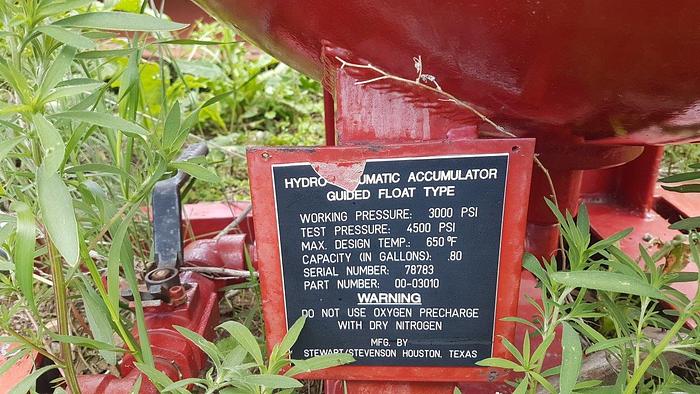 HYDRO UMATIC ACCUMULATOR
GUIDED FLOAT TYPE
WORKING PRESSURE: 3000 PSI
TEST PRESSURE: 4500 PSI
MAX. DESIGN TEMP.: 650°F
CAPACITY (IN GALLONS): .80
SERIAL NUMBER: 78783
PART NUMBER: 00-03010
WARNING
DO NOT USE OXYGEN PRECHARGE
WITH DRY NITROGEN
MFG. BY
STEWART/STEVENSON HOUSTON, TEXAS